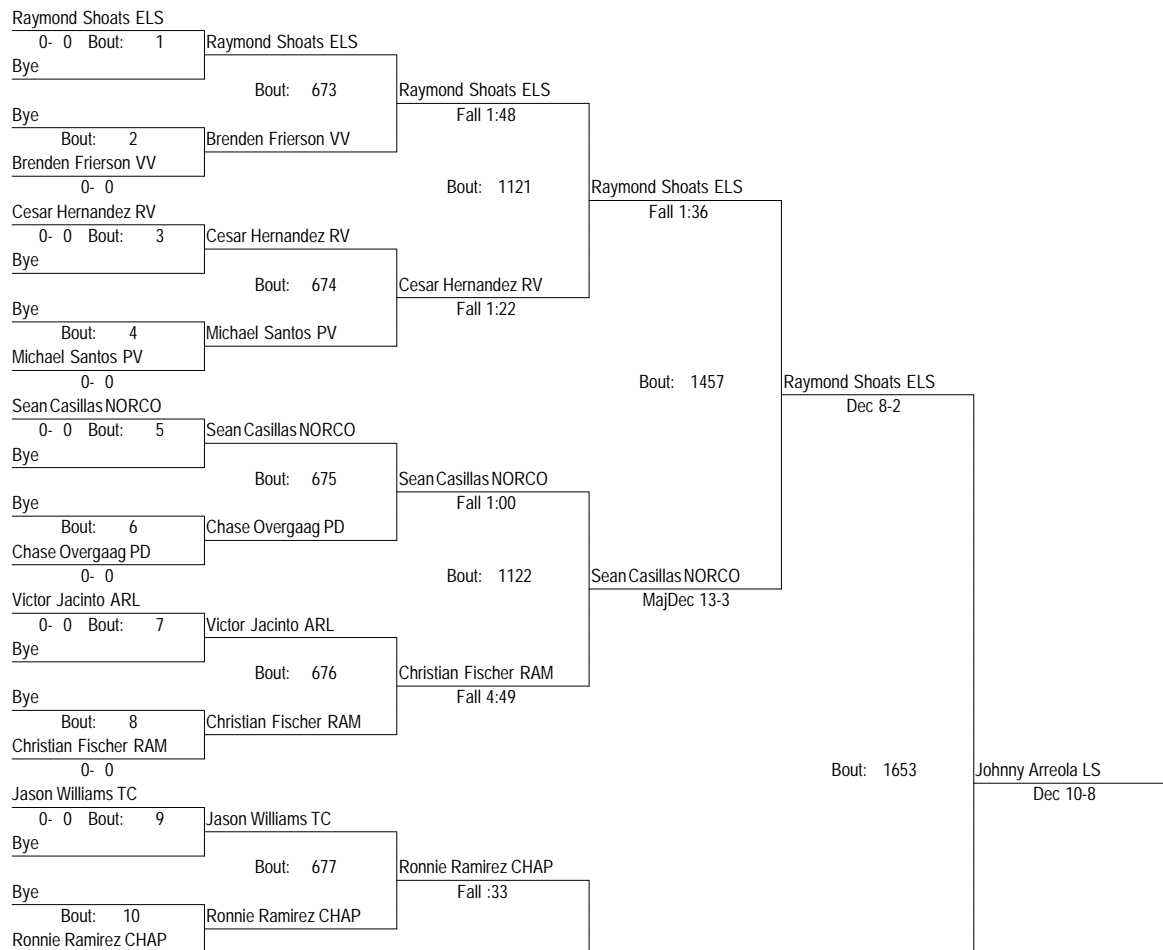 Raymond Shoats ELS
0- 0 Bout: 1 Raymond Shoats ELS
Bye
Bout: 673 Raymond Shoats ELS
Bye Fall 1:48
Bout: 2 Brenden Frierson VV
Brenden Frierson VV
0- 0 Bout: 1121 Raymond Shoats ELS
Cesar Hernandez RV Fall 1:36
0- 0 Bout: 3 Cesar Hernandez RV
Bye
Bout: 674 Cesar Hernandez RV
Bye Fall 1:22
Bout: 4 Michael Santos PV
Michael Santos PV
0- 0 Bout: 1457 Raymond Shoats ELS
Sean Casillas NORCO Dec 8-2
0- 0 Bout: 5 Sean Casillas NORCO
Bye
Bout: 675 Sean Casillas NORCO
Bye Fall 1:00
Bout: 6 Chase Overgaag PD
Chase Overgaag PD
0- 0 Bout: 1122 Sean Casillas NORCO
Victor Jacinto ARL MajDec 13-3
0- 0 Bout: 7 Victor Jacinto ARL
Bye
Bout: 676 Christian Fischer RAM
Bye Fall 4:49
Bout: 8 Christian Fischer RAM
Christian Fischer RAM
0- 0 Bout: 1653 Johnny Arreola LS
Jason Williams TC Dec 10-8
0- 0 Bout: 9 Jason Williams TC
Bye
Bout: 677 Ronnie Ramirez CHAP
Bye Fall :33
Bout: 10 Ronnie Ramirez CHAP
Ronnie Ramirez CHAP